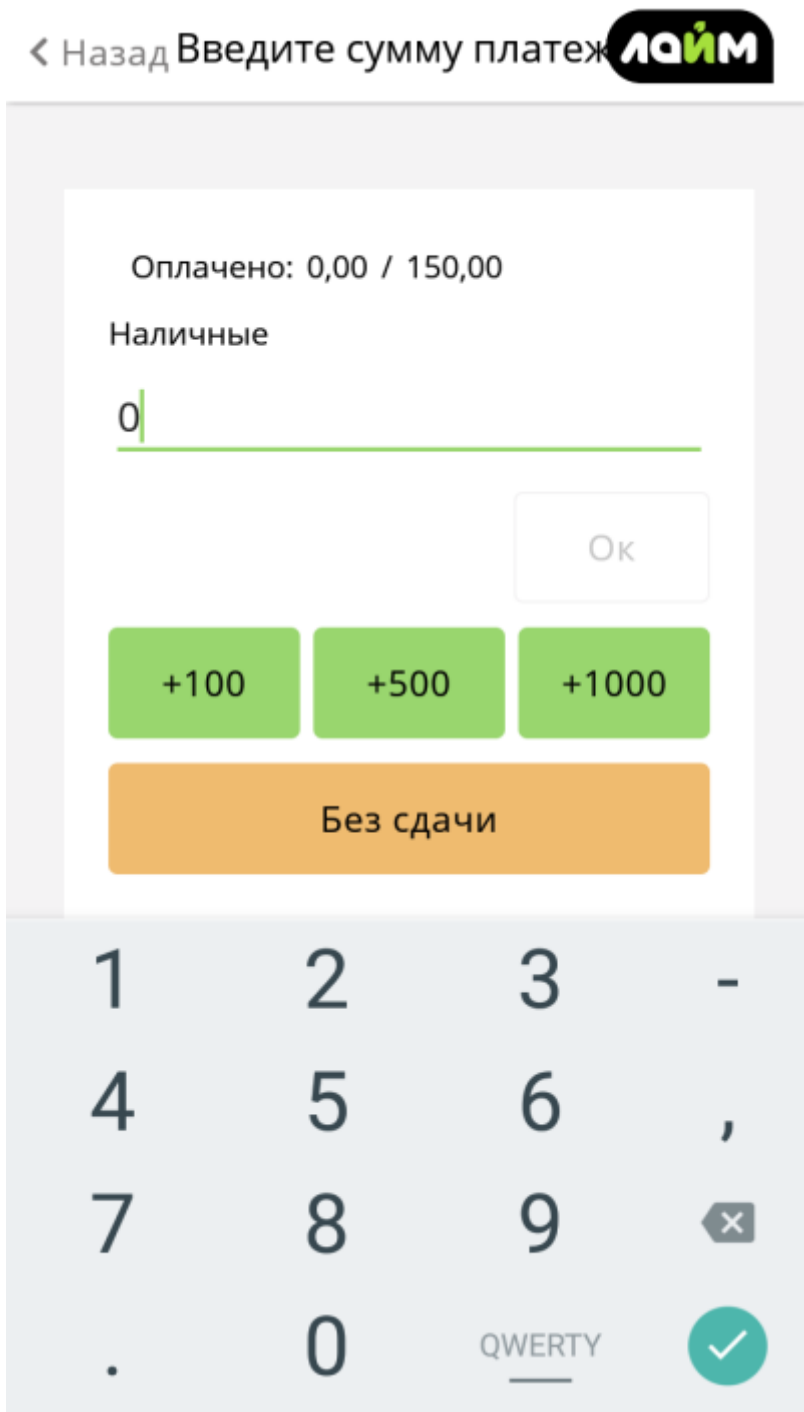 Назад Введите сумму платеж лайм
Оплачено: 0,00 / 150,00
Наличные
0
Ок
+100 +500 +1000
Без сдачи
1 2 3 -
4 5 6 ,
7 8 9
. 0 QWERTY